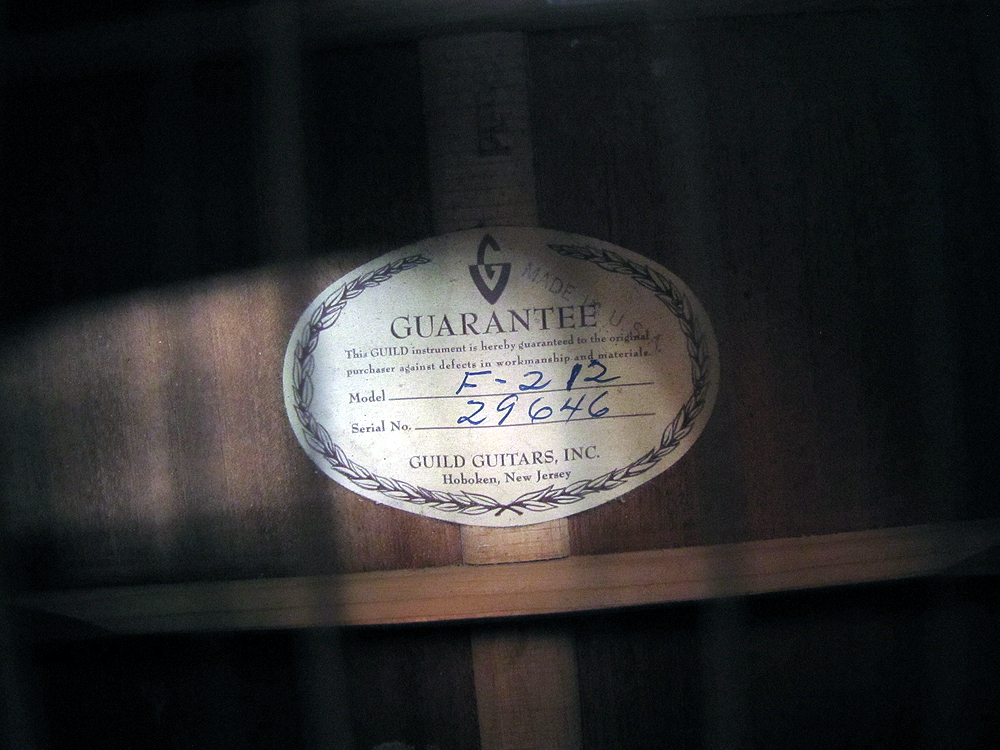 G
MADE U.S.A.
GUARANTEE
This GUILD instrument is hereby guaranteed to the original
purchaser against defects in workmanship and materials.
Model F-212
Serial No. 29646
GUILD GUITARS, INC.
Hoboken, New Jersey